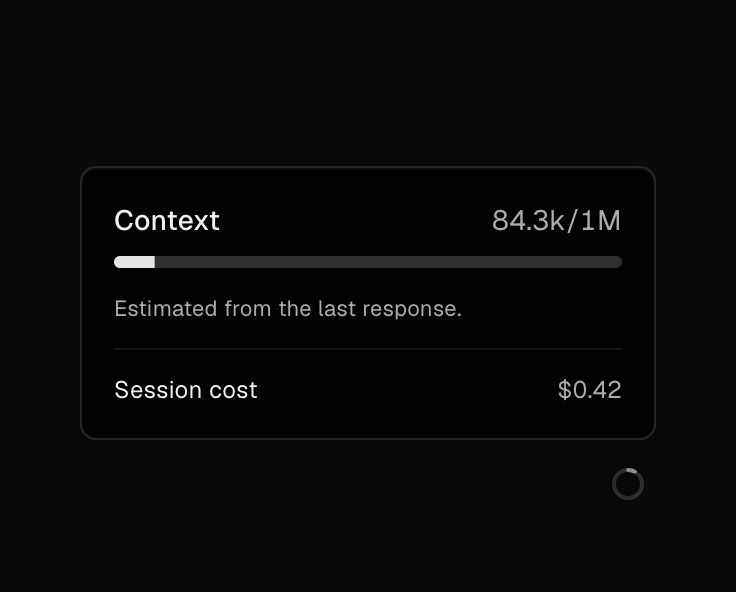 Context 84.3k/1M
Estimated from the last response.
Session cost $0.42